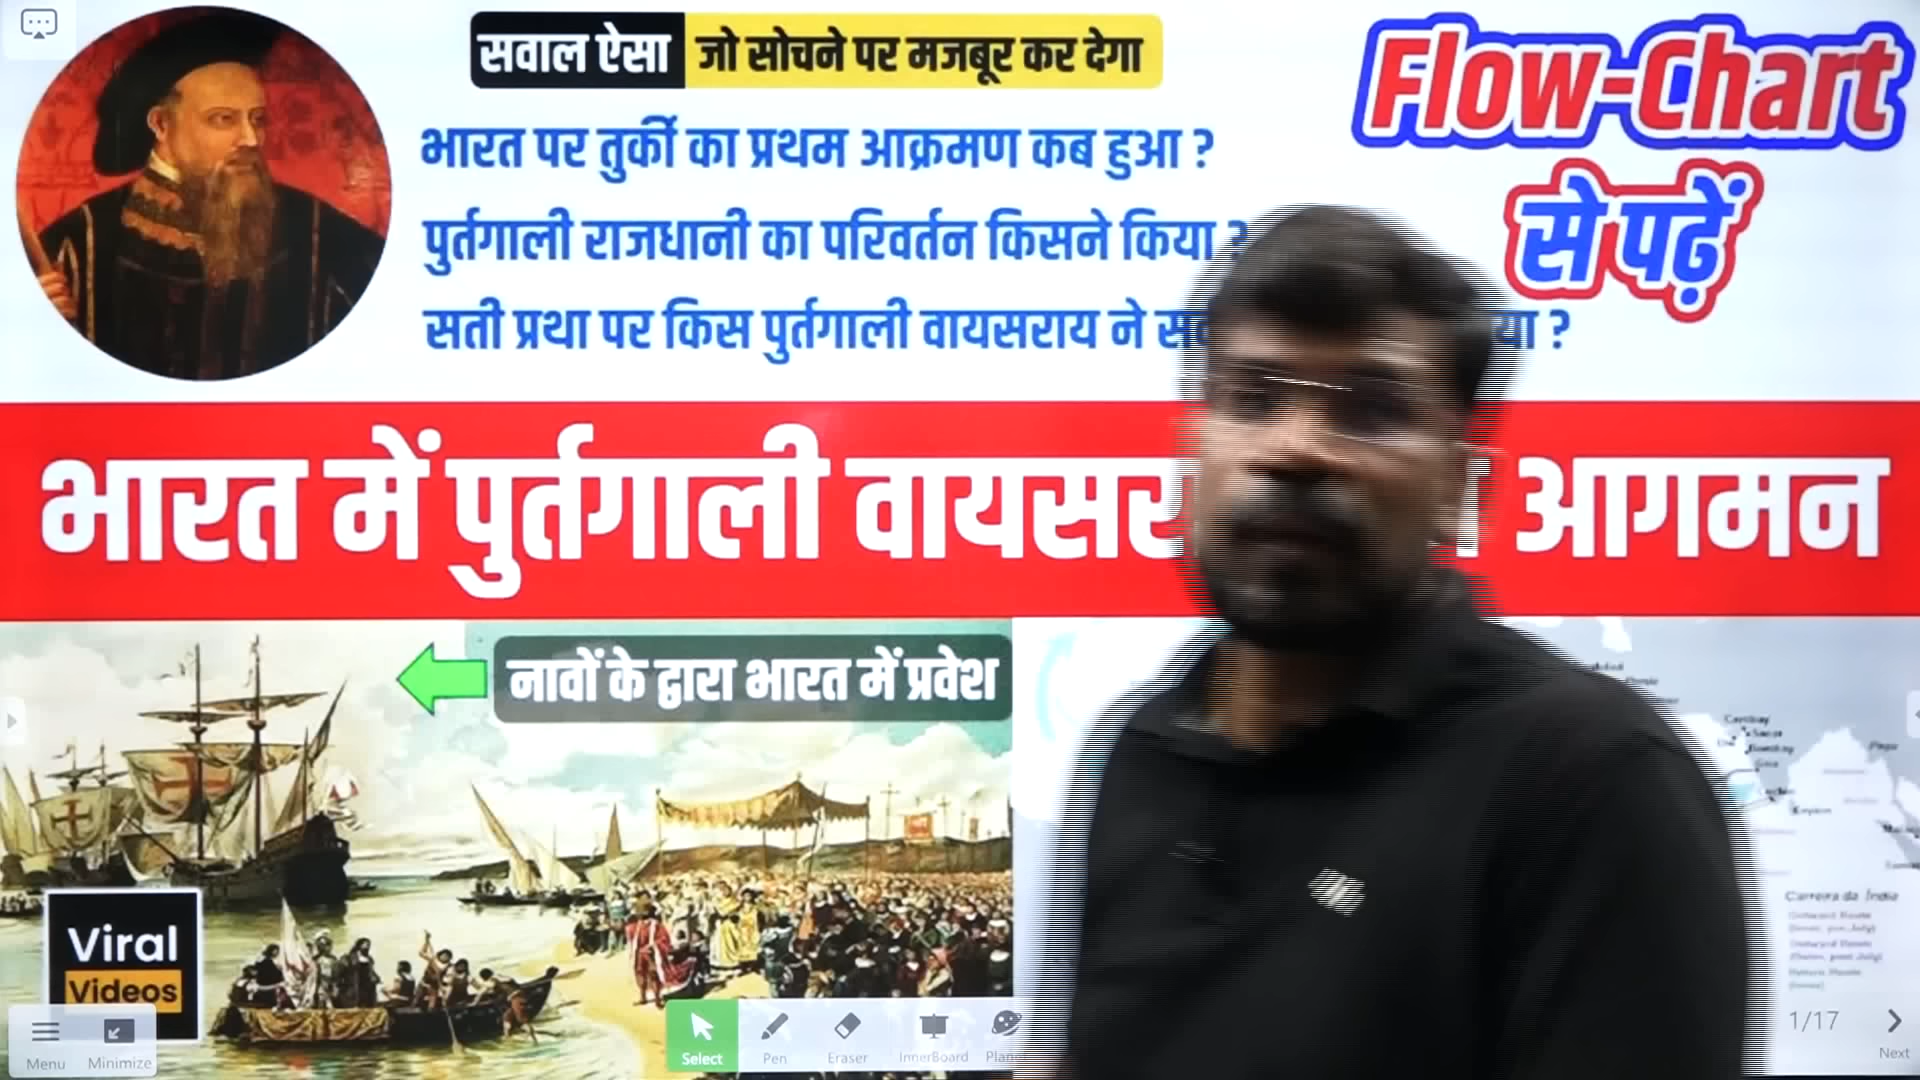 सवाल ऐसा जो सोचने पर मजबूर कर देगा
Flow-Chart
से पढ़ें
भारत पर तुर्की का प्रथम आक्रमण कब हुआ ?
पुर्तगाली राजधानी का परिवर्तन किसने किया ?
सती प्रथा पर किस पुर्तगाली वायसराय ने या ?
भारत में पुर्तगाली आगमन
नावों के द्वारा भारत में प्रवेश
Viral
Videos
Carreira da Índia
Menu Minimize
Select Pen Eraser InnerBoard
1/17
Next